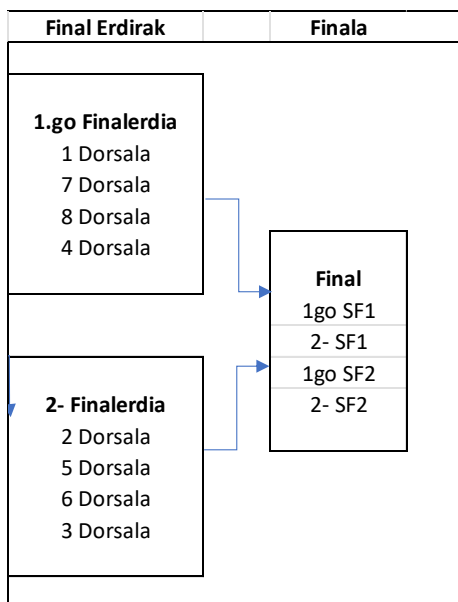 Final Erdirak
Finala
1.go Finalerdia
1 Dorsala
7 Dorsala
8 Dorsala
4 Dorsala
Final
1go SF1
2- SF1
1go SF2
2- SF2
2- Finalerdia
2 Dorsala
5 Dorsala
6 Dorsala
3 Dorsala